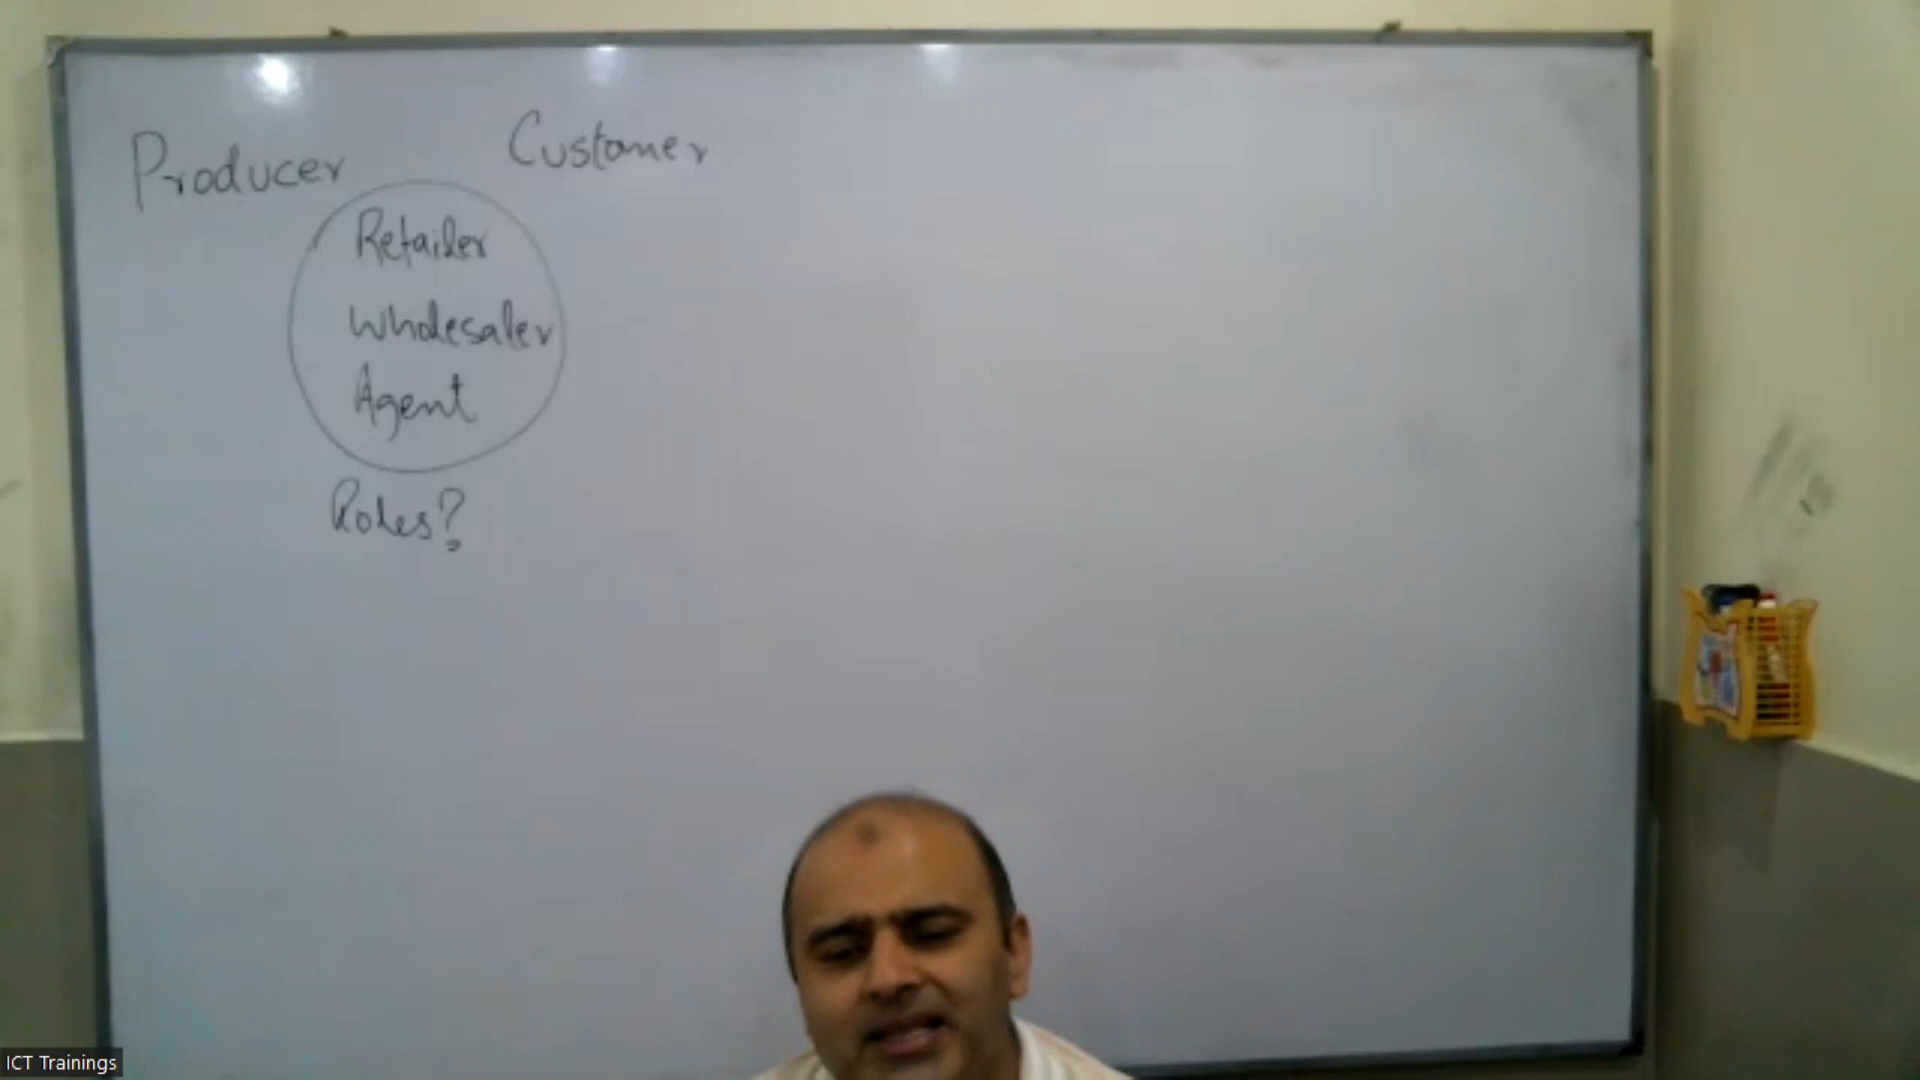 Producer
Customer
Retailer
Wholesaler
Agent
Roles?
ICT Trainings